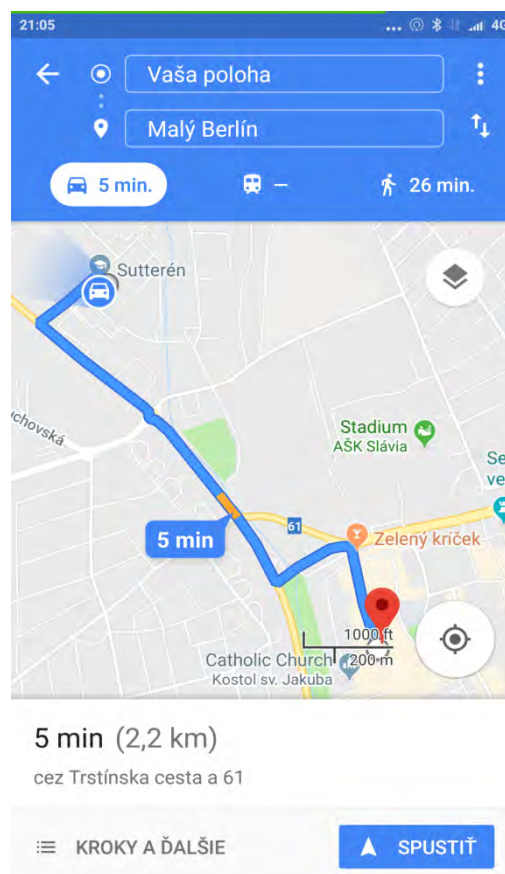 21:05
... 4G
Vaša poloha
Malý Berlín
5 min.
—
26 min.
Sutterén
chovská
Stadium
AŠK Slávia
Se
ve
61
5 min
Zelený kríček
1000 ft
200 m
Catholic Church
Kostol sv. Jakuba
5 min (2,2 km)
cez Trstínska cesta a 61
KROKY A ĎALŠIE
SPUSTIŤ